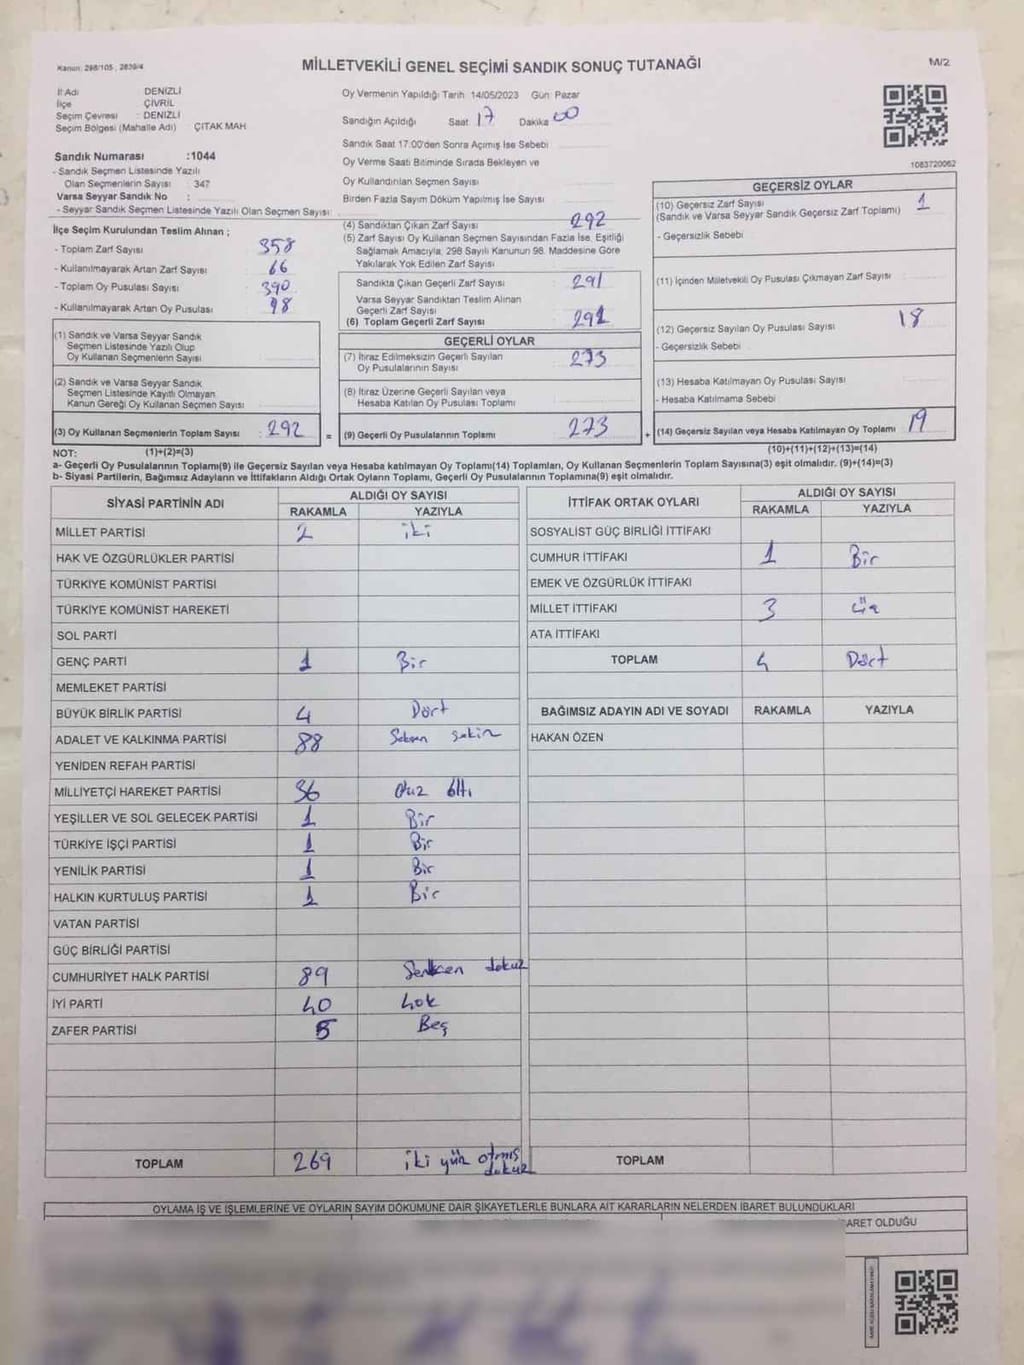 Kanun: 298/105, 2839/4
MİLLETVEKİLİ GENEL SEÇİMİ SANDIK SONUÇ TUTANAĞI
M/2
İl Adı DENİZLİ
İlçe ÇİVRİL
Seçim Çevresi : DENİZLİ
Seçim Bölgesi (Mahalle Adı) ÇITAK MAH
Sandık Numarası :1044
- Sandık Seçmen Listesinde Yazılı
Olan Seçmenlerin Sayısı : 347
Varsa Seyyar Sandık No :
- Seyyar Sandık Seçmen Listesinde Yazılı Olan Seçmen Sayısı:
Oy Vermenin Yapıldığı Tarih 14/05/2023 Gün: Pazar
Sandığın Açıldığı Saat 17 Dakika 00
Sandık Saat 17.00'den Sonra Açımış İse Sebebi
Oy Verme Saati Bitiminde Sırada Bekleyen ve
Oy Kullandırılan Seçmen Sayısı
Birden Fazla Sayım Döküm Yapılmış İse Sayısı
1083720062
İlçe Seçim Kurulundan Teslim Alınan ;
- Toplam Zarf Sayısı 358
- Kullanılmayarak Artan Zarf Sayısı 66
- Toplam Oy Pusulası Sayısı 390
- Kullanılmayarak Artan Oy Pusulası 98
(1) Sandık ve Varsa Seyyar Sandık
Seçmen Listesinde Yazılı Olup
Oy Kullanan Seçmenlerin Sayısı
(2) Sandık ve Varsa Seyyar Sandık
Seçmen Listesinde Kayıtlı Olmayan
Kanun Gereği Oy Kullanan Seçmen Sayısı :
(3) Oy Kullanan Seçmenlerin Toplam Sayısı : 292 =
(4) Sandıktan Çıkan Zarf Sayısı 292
(5) Zarf Sayısı Oy Kullanan Seçmen Sayısından Fazla İse, Eşitliği
Sağlamak Amacıyla; 298 Sayılı Kanunun 98. Maddesine Göre
Yakılarak Yok Edilen Zarf Sayısı
Sandıkta Çıkan Geçerli Zarf Sayısı 291
Varsa Seyyar Sandıktan Teslim Alınan
Geçerli Zarf Sayısı
(6) Toplam Geçerli Zarf Sayısı 291
GEÇERLİ OYLAR
(7) İtiraz Edilmeksizin Geçerli Sayılan
Oy Pusulalarının Sayısı 273
(8) İtiraz Üzerine Geçerli Sayılan veya
Hesaba Katılan Oy Pusulası Toplamı
(9) Geçerli Oy Pusulalarının Toplamı 273 +
GEÇERSİZ OYLAR
(10) Geçersiz Zarf Sayısı 1
(Sandık ve Varsa Seyyar Sandık Geçersiz Zarf Toplamı)
- Geçersizlik Sebebi
(11) İçinden Miletvekili Oy Pusulası Çıkmayan Zarf Sayısı
(12) Geçersiz Sayılan Oy Pusulası Sayısı 18
- Geçersizlik Sebebi
(13) Hesaba Katılmayan Oy Pusulası Sayısı
- Hesaba Katılmama Sebebi
(14) Geçersiz Sayılan veya Hesaba Katılmayan Oy Toplamı 19
NOT: (1)+(2)=(3) (10)+(11)+(12)+(13)=(14)
a- Geçerli Oy Pusulalarının Toplamı(9) ile Geçersiz Sayılan veya Hesaba katılmayan Oy Toplamı(14) Toplamları, Oy Kullanan Seçmenlerin Toplam Sayısına(3) eşit olmalıdır. (9)+(14)=(3)
b- Siyasi Partilerin, Bağımsız Adayların ve İttifakların Aldığı Ortak Oyların Toplamı, Geçerli Oy Pusulalarının Toplamına(9) eşit olmalıdır.
SİYASİ PARTİNİN ADI ALDIĞI OY SAYISI
RAKAMLA YAZIYLA
MİLLET PARTİSİ 2 iki
HAK VE ÖZGÜRLÜKLER PARTİSİ
TÜRKİYE KOMÜNİST PARTİSİ
TÜRKİYE KOMÜNİST HAREKETİ
SOL PARTİ
GENÇ PARTİ 1 Bir
MEMLEKET PARTİSİ
BÜYÜK BİRLİK PARTİSİ 4 Dört
ADALET VE KALKINMA PARTİSİ 88 Seksen sekiz
YENİDEN REFAH PARTİSİ
MİLLİYETÇİ HAREKET PARTİSİ 36 Otuz altı
YEŞİLLER VE SOL GELECEK PARTİSİ 1 Bir
TÜRKİYE İŞÇİ PARTİSİ 1 Bir
YENİLİK PARTİSİ 1 Bir
HALKIN KURTULUŞ PARTİSİ 1 Bir
VATAN PARTİSİ
GÜÇ BİRLİĞİ PARTİSİ
CUMHURİYET HALK PARTİSİ 89 Seksen dokuz
İYİ PARTİ 40 kırk
ZAFER PARTİSİ 5 Beş
TOPLAM 269 iki yüz otmış dokuz
İTTİFAK ORTAK OYLARI ALDIĞI OY SAYISI
RAKAMLA YAZIYLA
SOSYALİST GÜÇ BİRLİĞİ İTTİFAKI
CUMHUR İTTİFAKI 1 Bir
EMEK VE ÖZGÜRLÜK İTTİFAKI
MİLLET İTTİFAKI 3 üç
ATA İTTİFAKI
TOPLAM 4 Dört
BAĞIMSIZ ADAYIN ADI VE SOYADI RAKAMLA YAZIYLA
HAKAN ÖZEN
TOPLAM
OYLAMA İŞ VE İŞLEMLERİNE VE OYLARIN SAYIM DÖKÜMÜNE DAİR ŞİKAYETLERLE BUNLARA AİT KARARLARIN NELERDEN İBARET BULUNDUKLARI
BARET OLDUĞU